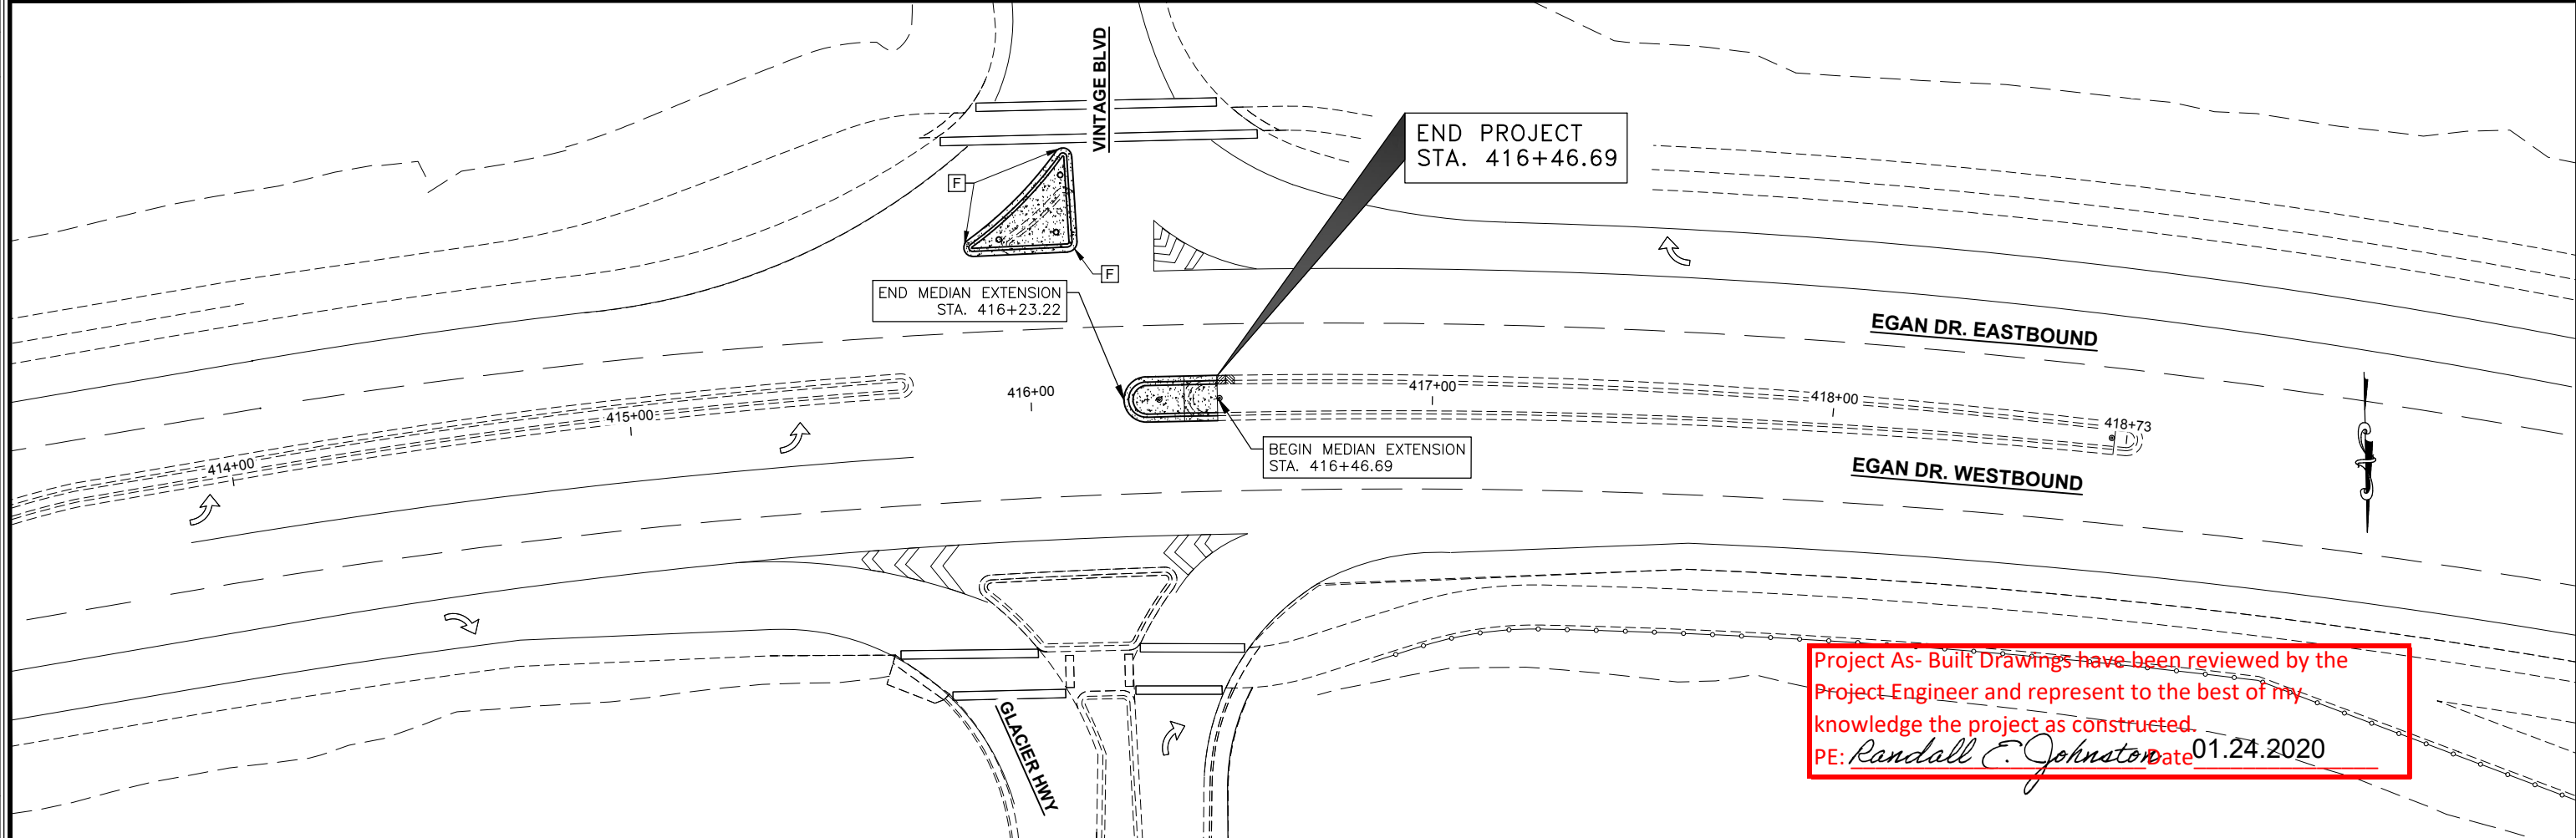 VINTAGE BLVD
END PROJECT
STA. 416+46.69
F
F
END MEDIAN EXTENSION
STA. 416+23.22
EGAN DR. EASTBOUND
414+00
415+00
416+00
417+00
418+00
418+73
BEGIN MEDIAN EXTENSION
STA. 416+46.69
EGAN DR. WESTBOUND
GLACIER HWY
Project As- Built Drawings have been reviewed by the
Project Engineer and represent to the best of my
knowledge the project as constructed.
PE: Randall E. Johnston Date 01.24.2020